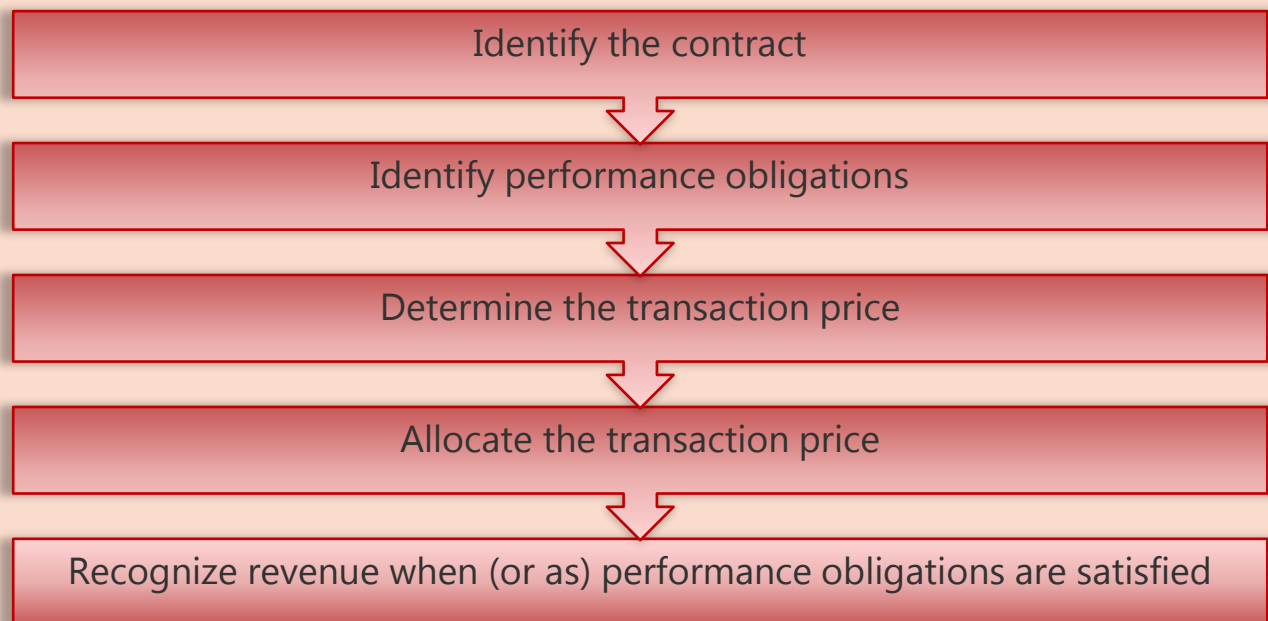 Identify the contract
Identify performance obligations
Determine the transaction price
Allocate the transaction price
Recognize revenue when (or as) performance obligations are satisfied